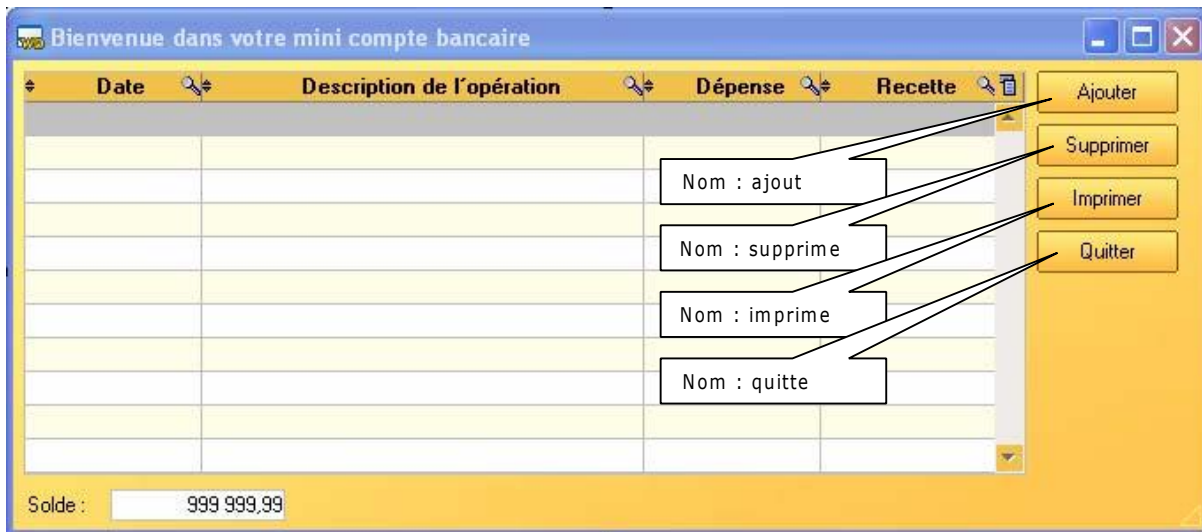 Bienvenue dans votre mini compte bancaire
Date Description de l'opération Dépense Recette
Ajouter
Supprimer
Nom : ajout
Imprimer
Nom : supprime
Quitter
Nom : imprime
Nom : quitte
Solde : 999 999,99